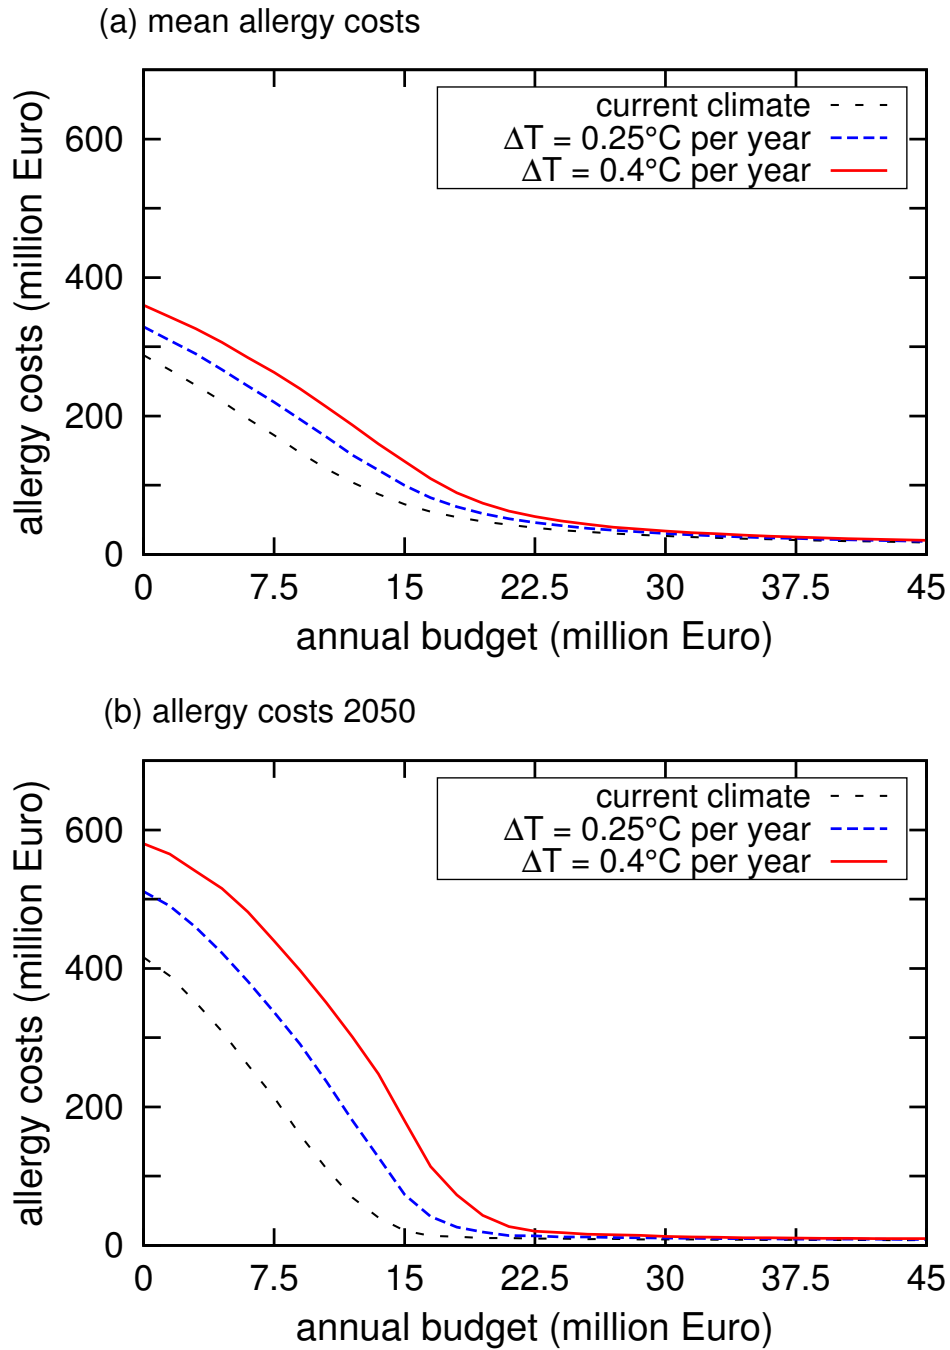 (a) mean allergy costs
current climate
ΔT = 0.25°C per year
ΔT = 0.4°C per year
600
400
200
0
allergy costs (million Euro)
0 7.5 15 22.5 30 37.5 45
annual budget (million Euro)
(b) allergy costs 2050
current climate
ΔT = 0.25°C per year
ΔT = 0.4°C per year
600
400
200
0
allergy costs (million Euro)
0 7.5 15 22.5 30 37.5 45
annual budget (million Euro)